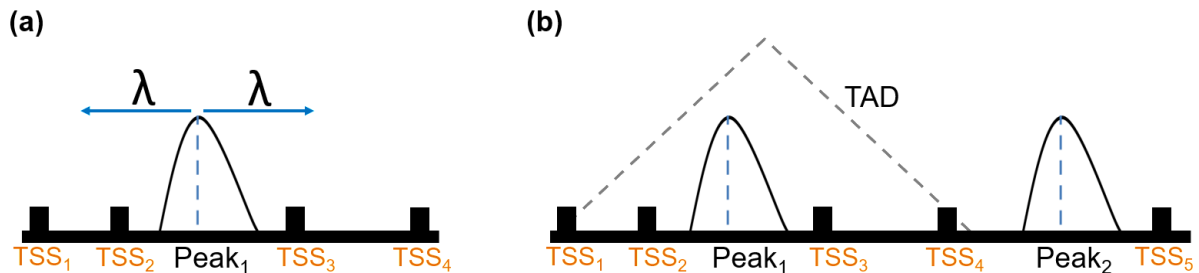 (a)
λ λ
TSS₁ TSS₂ Peak₁ TSS₃ TSS₄
(b)
TAD
TSS₁ TSS₂ Peak₁ TSS₃ TSS₄ Peak₂ TSS₅